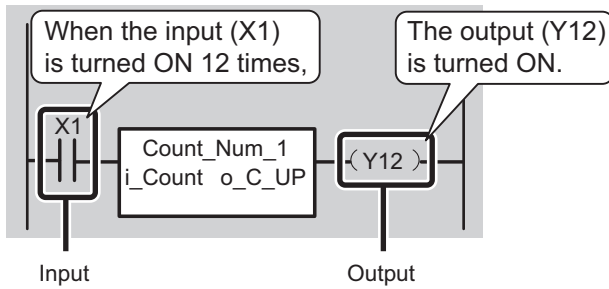 When the input (X1)
is turned ON 12 times,
The output (Y12)
is turned ON.
X1
Count_Num_1
i_Count o_C_UP
( Y12 )
Input
Output